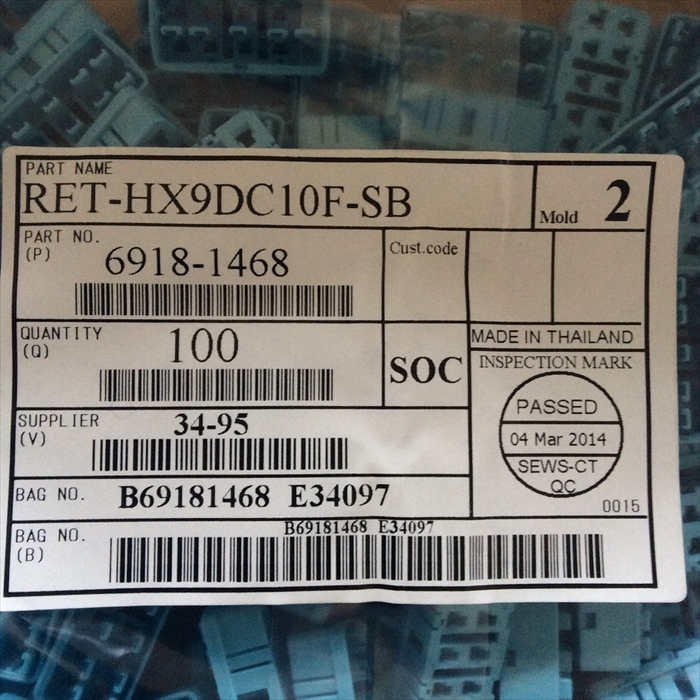 PART NAME
RET-HX9DC10F-SB
Mold 2
PART NO.
(P)
6918-1468
Cust.code
QUANTITY
(Q)
100
SOC
MADE IN THAILAND
INSPECTION MARK
PASSED
04 Mar 2014
SEWS-CT
QC
0015
SUPPLIER
(V)
34-95
BAG NO.
B69181468 E34097
BAG NO.
(B)
B69181468 E34097